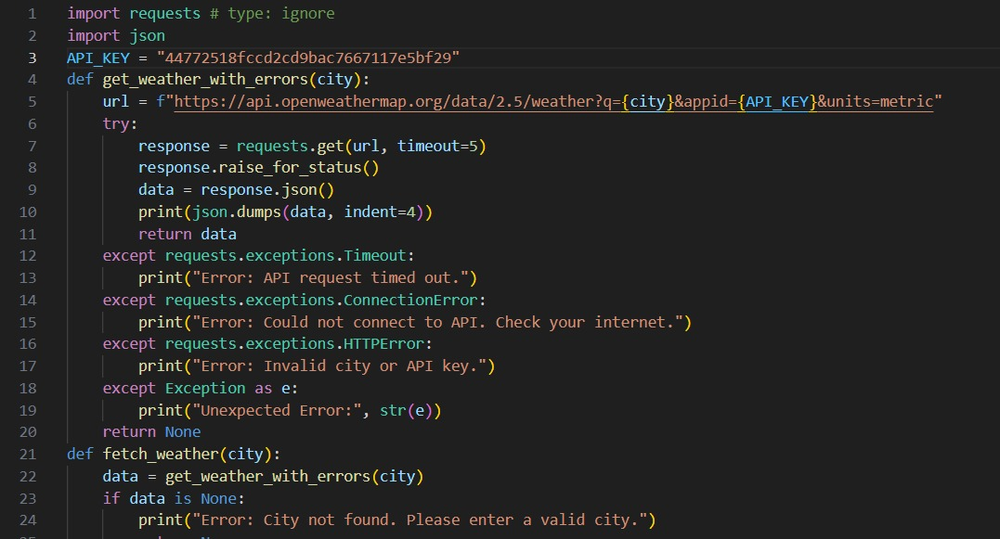 1 import requests # type: ignore
2 import json
3 API_KEY = "44772518fccd2cd9bac7667117e5bf29"
4 def get_weather_with_errors(city):
5     url = f"https://api.openweathermap.org/data/2.5/weather?q={city}&appid={API_KEY}&units=metric"
6     try:
7         response = requests.get(url, timeout=5)
8         response.raise_for_status()
9         data = response.json()
10         print(json.dumps(data, indent=4))
11         return data
12     except requests.exceptions.Timeout:
13         print("Error: API request timed out.")
14     except requests.exceptions.ConnectionError:
15         print("Error: Could not connect to API. Check your internet.")
16     except requests.exceptions.HTTPError:
17         print("Error: Invalid city or API key.")
18     except Exception as e:
19         print("Unexpected Error:", str(e))
20     return None
21 def fetch_weather(city):
22     data = get_weather_with_errors(city)
23     if data is None:
24         print("Error: City not found. Please enter a valid city.")